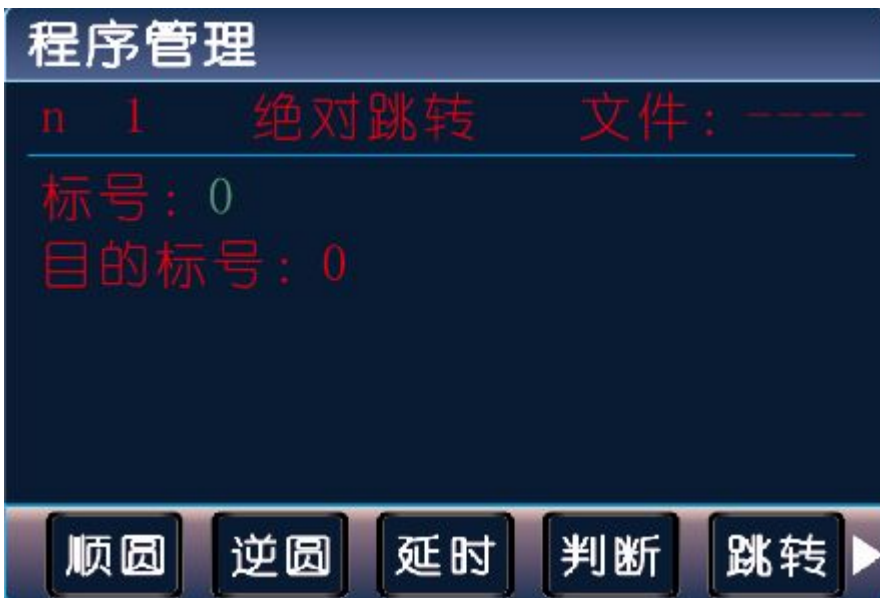 程序管理
n 1 绝对跳转 文件: ----
标号: 0
目的标号: 0
顺圆 逆圆 延时 判断 跳转